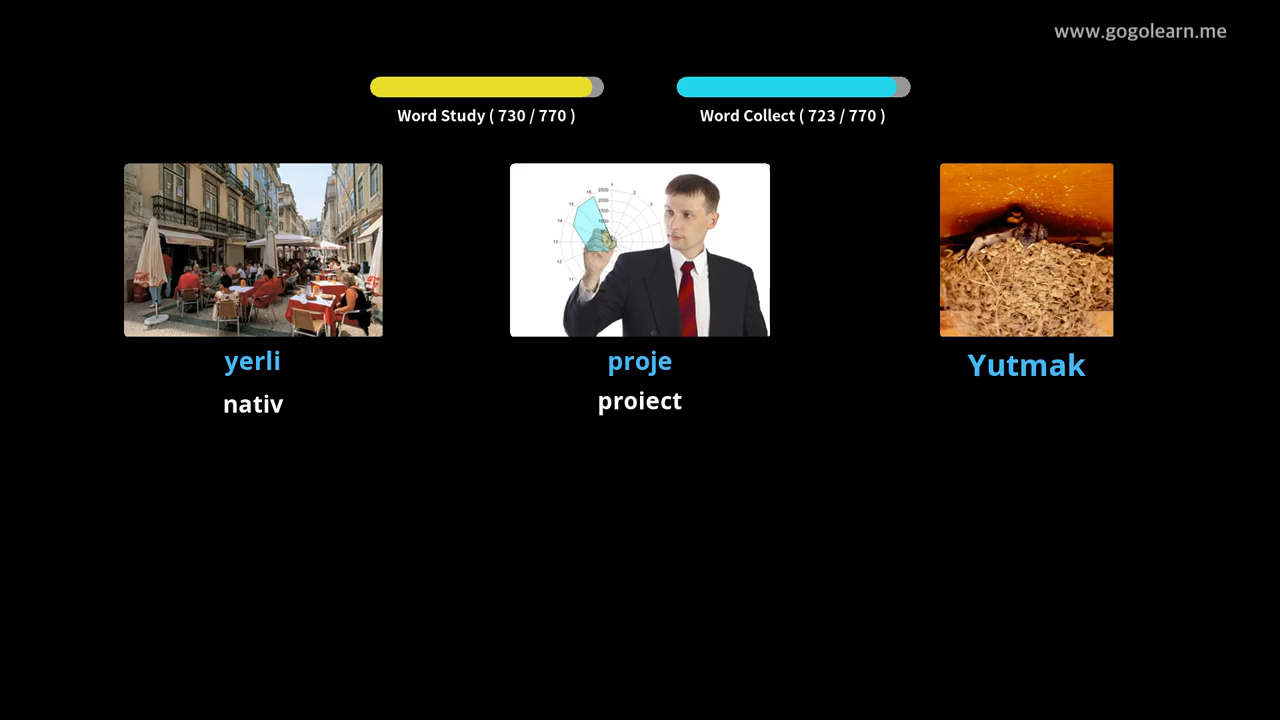 www.gogolearn.me
Word Study ( 730 / 770 )
Word Collect ( 723 / 770 )
yerli
proje
Yutmak
nativ
proiect